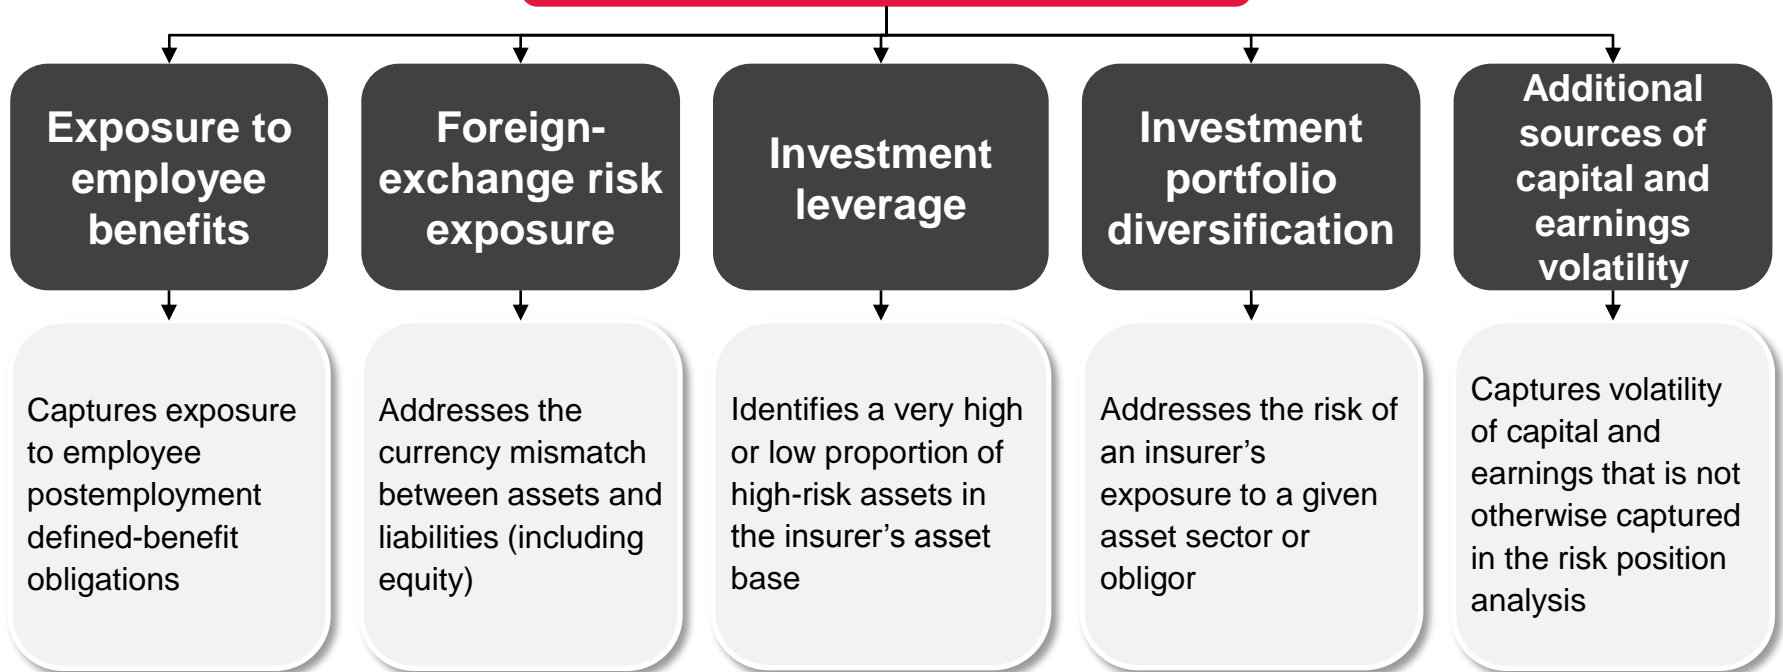 Exposure to
employee
benefits
Foreign-
exchange risk
exposure
Investment
leverage
Investment
portfolio
diversification
Additional
sources of
capital and
earnings
volatility
Captures exposure
to employee
postemployment
defined-benefit
obligations
Addresses the
currency mismatch
between assets and
liabilities (including
equity)
Identifies a very high
or low proportion of
high-risk assets in
the insurer’s asset
base
Addresses the risk of
an insurer’s
exposure to a given
asset sector or
obligor
Captures volatility
of capital and
earnings that is not
otherwise captured
in the risk position
analysis